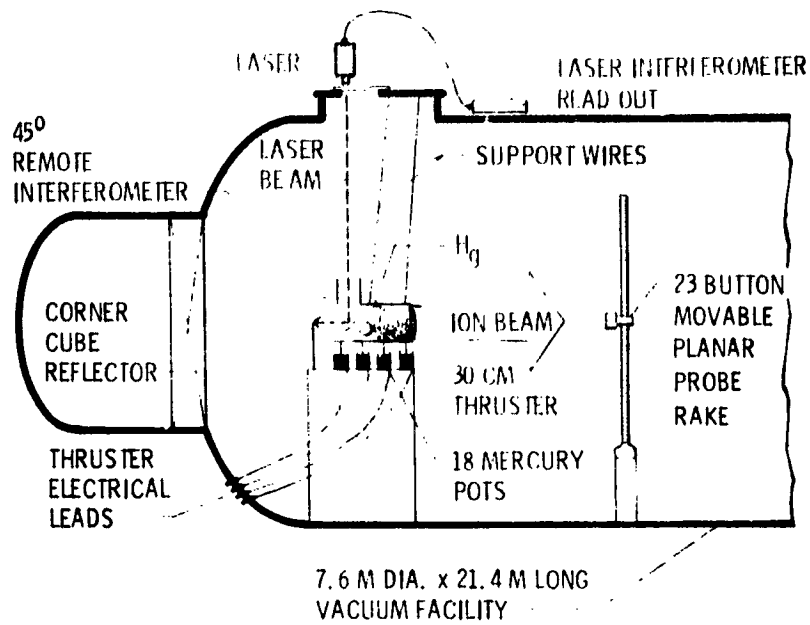 LASER
LASER INTERFEROMETER
READ OUT
45⁰
REMOTE
INTERFEROMETER
LASER
BEAM
SUPPORT WIRES
Hg
CORNER
CUBE
REFLECTOR
ION BEAM
30 CM
THRUSTER
23 BUTTON
MOVABLE
PLANAR
PROBE
RAKE
THRUSTER
ELECTRICAL
LEADS
18 MERCURY
POTS
7.6 M DIA. x 21.4 M LONG
VACUUM FACILITY